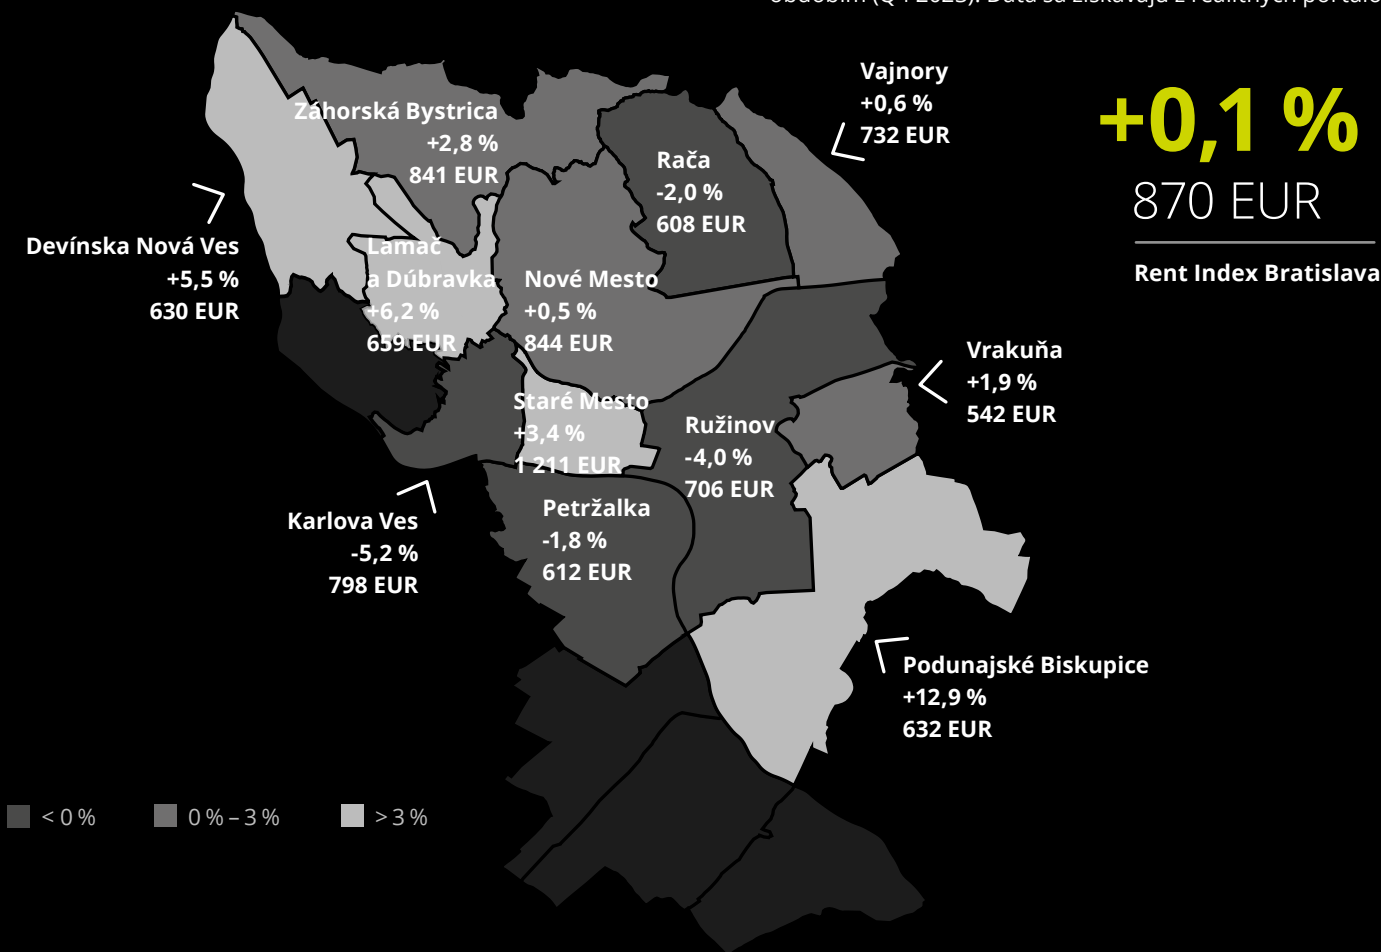 Vajnory
+0,6 %
732 EUR
+0,1 %
870 EUR
Rent Index Bratislava
Záhorská Bystrica
+2,8 %
841 EUR
Rača
-2,0 %
608 EUR
Devínska Nová Ves
+5,5 %
630 EUR
Lamač
a Dúbravka
+6,2 %
659 EUR
Nové Mesto
+0,5 %
844 EUR
Vrakuňa
+1,9 %
542 EUR
Staré Mesto
+3,4 %
1 211 EUR
Ružinov
-4,0 %
706 EUR
Karlova Ves
-5,2 %
798 EUR
Petržalka
-1,8 %
612 EUR
Podunajské Biskupice
+12,9 %
632 EUR
< 0 %
0 % – 3 %
> 3 %